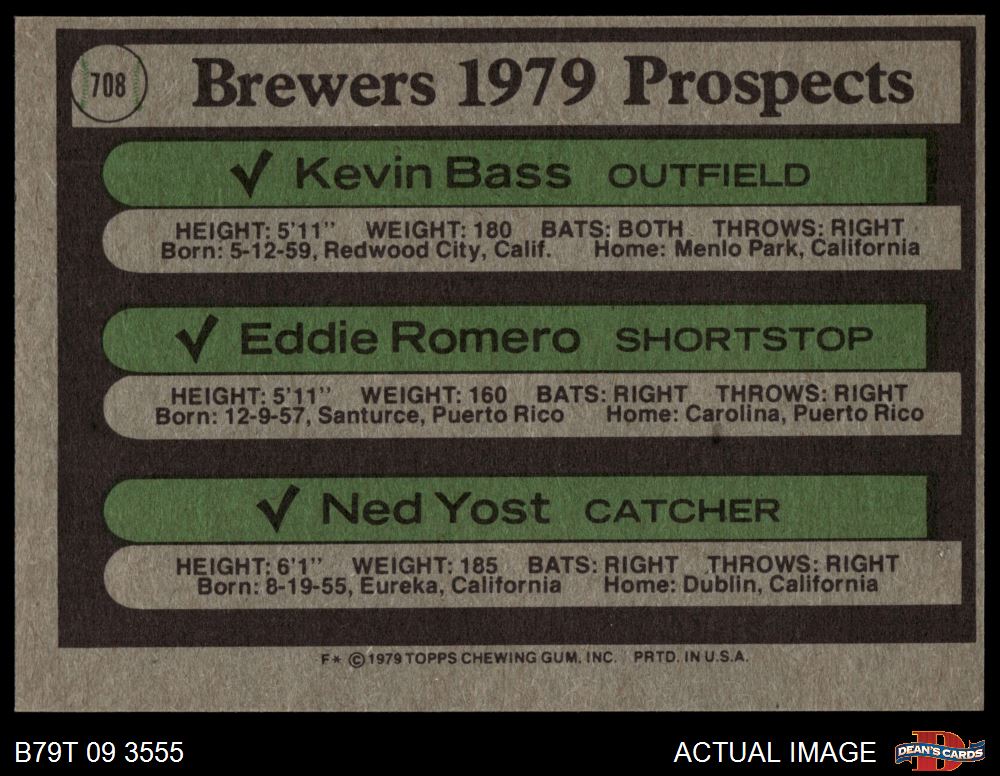 708
Brewers 1979 Prospects
✓ Kevin Bass OUTFIELD
HEIGHT: 5'11" WEIGHT: 180 BATS: BOTH THROWS: RIGHT
Born: 5-12-59, Redwood City, Calif. Home: Menlo Park, California
✓ Eddie Romero SHORTSTOP
HEIGHT: 5'11" WEIGHT: 160 BATS: RIGHT THROWS: RIGHT
Born: 12-9-57, Santurce, Puerto Rico Home: Carolina, Puerto Rico
✓ Ned Yost CATCHER
HEIGHT: 6'1" WEIGHT: 185 BATS: RIGHT THROWS: RIGHT
Born: 8-19-55, Eureka, California Home: Dublin, California
F* © 1979 TOPPS CHEWING GUM. INC. PRTD. IN U.S.A.
B79T 09 3555
ACTUAL IMAGE
D
DEAN'S CARDS